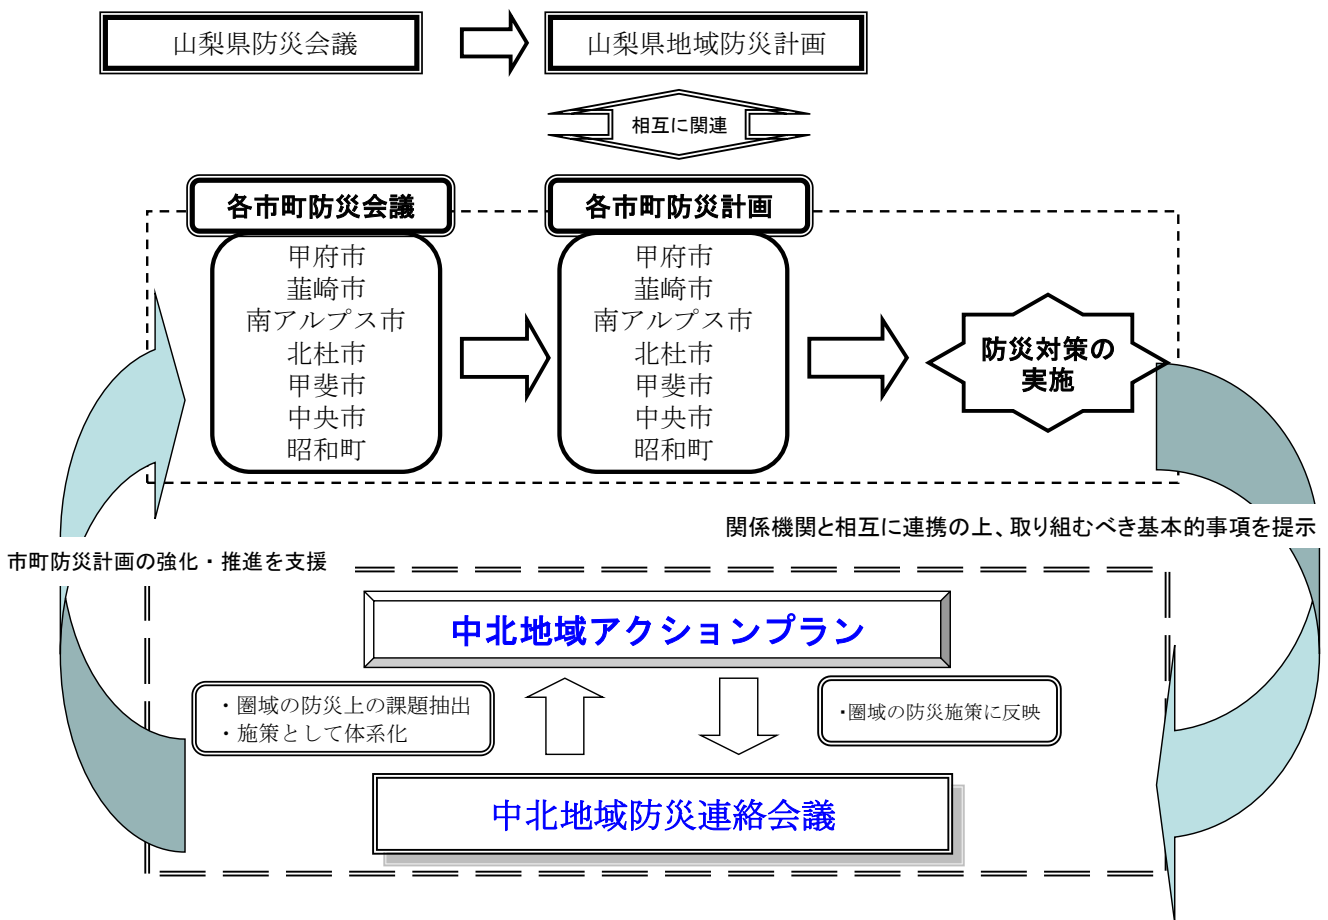 山梨県防災会議
山梨県地域防災計画
相互に関連
各市町防災会議
各市町防災計画
甲府市
韮崎市
南アルプス市
北杜市
甲斐市
中央市
昭和町
甲府市
韮崎市
南アルプス市
北杜市
甲斐市
中央市
昭和町
防災対策の
実施
関係機関と相互に連携の上、取り組むべき基本的事項を提示
市町防災計画の強化・推進を支援
中北地域アクションプラン
・圏域の防災上の課題抽出
・施策として体系化
・圏域の防災施策に反映
中北地域防災連絡会議